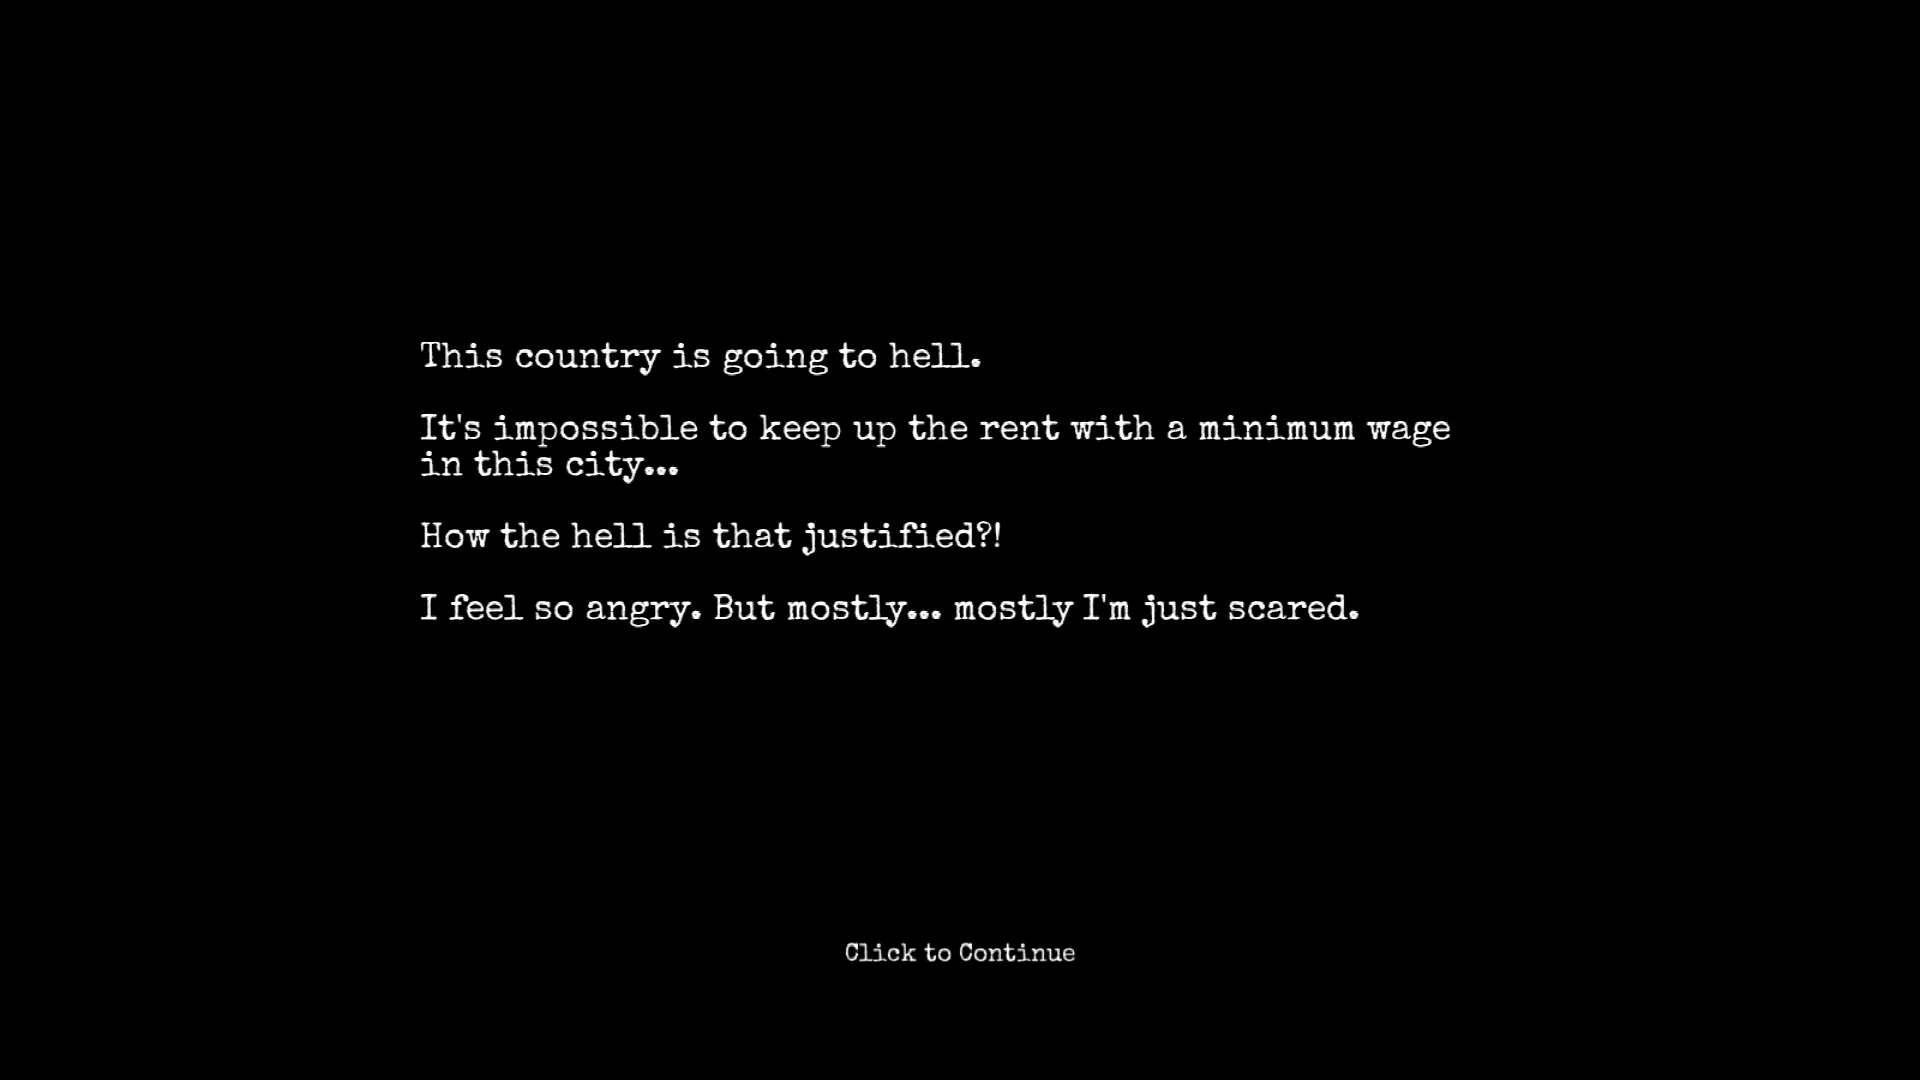 This country is going to hell.
It's impossible to keep up the rent with a minimum wage
in this city...
How the hell is that justified?!
I feel so angry. But mostly... mostly I'm just scared.
Click to Continue